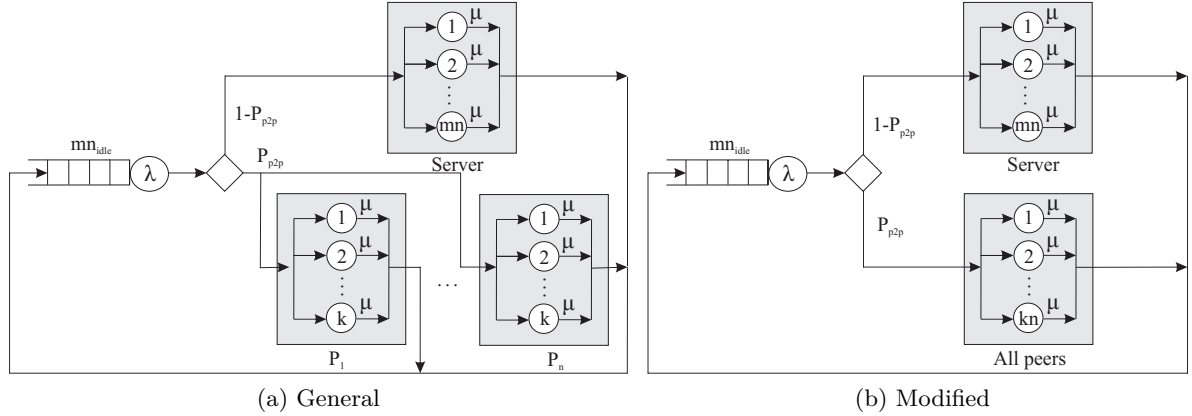 1
μ
2
μ
⋮
mn
μ
Server
1-P_p2p
P_p2p
mn_idle
λ
1
μ
2
μ
⋮
k
μ
P_1
...
1
μ
2
μ
⋮
k
μ
P_n
(a) General
1
μ
2
μ
⋮
mn
μ
Server
1-P_p2p
mn_idle
λ
P_p2p
1
μ
2
μ
⋮
kn
μ
All peers
(b) Modified